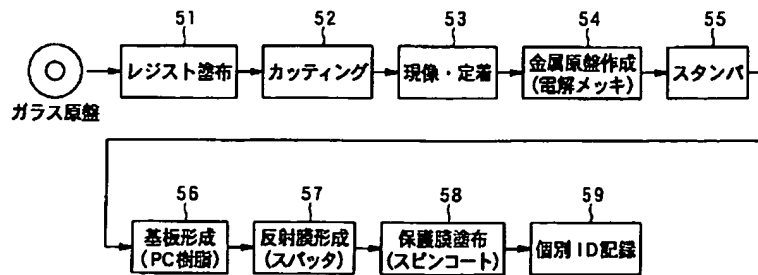 51
52
53
54
55
レジスト塗布
カッティング
現像・定着
金属原盤作成
(電解メッキ)
スタンパ
ガラス原盤
56
57
58
59
基板形成
(PC樹脂)
反射膜形成
(スパッタ)
保護膜塗布
(スピンコート)
個別ID記録